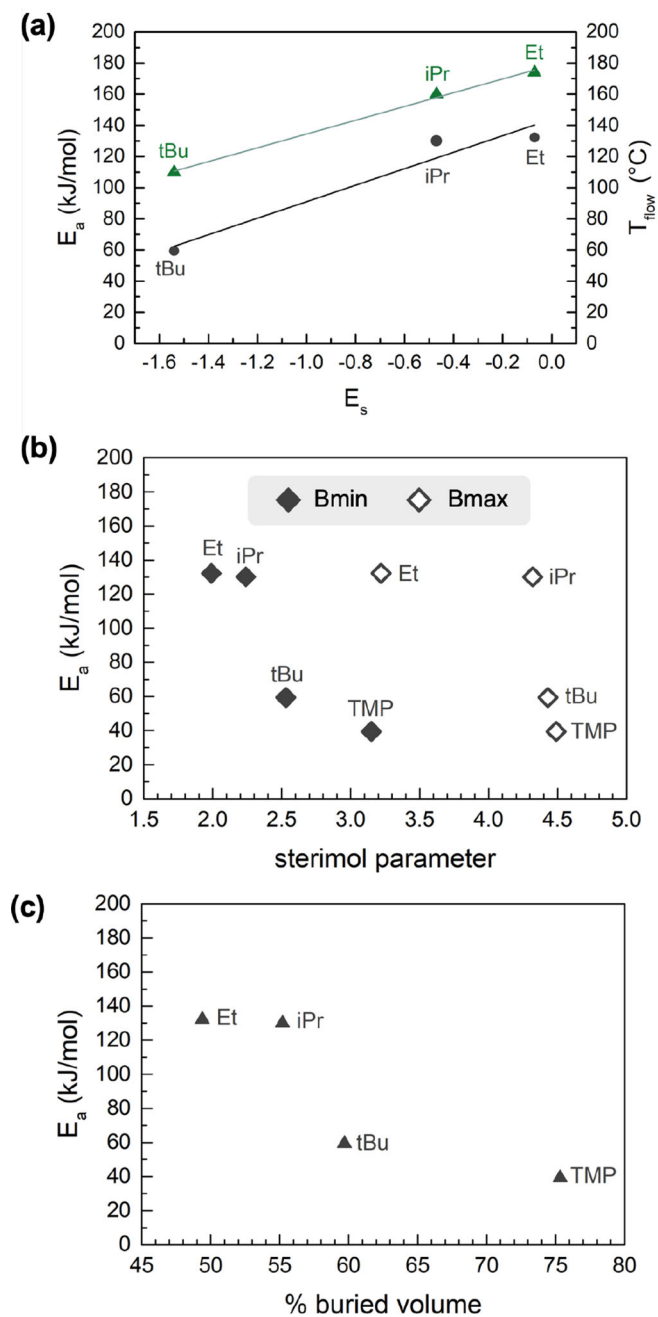 (a)
200
180
160
140
120
100
80
60
40
20
0
E_a (kJ/mol)
200
180
160
140
120
100
80
60
40
20
0
T_flow (°C)
Et
iPr
tBu
iPr
Et
tBu
-1.6 -1.4 -1.2 -1.0 -0.8 -0.6 -0.4 -0.2 0.0
E_s
(b)
200
180
160
140
120
100
80
60
40
20
0
E_a (kJ/mol)
Bmin Bmax
Et iPr Et iPr
tBu tBu
TMP TMP
1.5 2.0 2.5 3.0 3.5 4.0 4.5 5.0
sterimol parameter
(c)
200
180
160
140
120
100
80
60
40
20
0
E_a (kJ/mol)
Et iPr
tBu
TMP
45 50 55 60 65 70 75 80
% buried volume